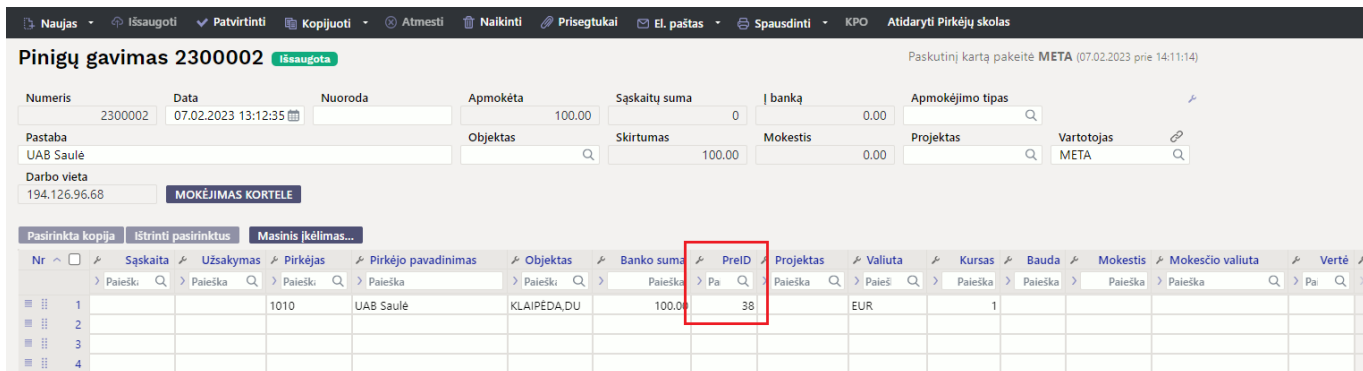 Naujas Išsaugoti Patvirtinti Kopijuoti Atmesti Naikinti Prisegtukai El. paštas Spausdinti KPO Atidaryti Pirkėjų skolas
Pinigų gavimas 2300002 Išsaugota Paskutinį kartą pakeitė META (07.02.2023 prie 14:11:14)
Numeris Data Nuoroda Apmokėta Sąskaitų suma Į banką Apmokėjimo tipas
2300002 07.02.2023 13:12:35 100.00 0 0.00
Pastaba Objektas Skirtumas Mokestis Projektas Vartotojas
UAB Saulė 100.00 0.00 META
Darbo vieta
194.126.96.68 MOKĖJIMAS KORTELE
Pasirinkta kopija Ištrinti pasirinktus Masinis įkėlimas...
Nr Sąskaita Užsakymas Pirkėjas Pirkėjo pavadinimas Objektas Banko suma PreID Projektas Valiuta Kursas Bauda Mokestis Mokesčio valiuta Vertė
Paieška Paieška Paieška Paieška Paieška Paieška Pa Paieška Paieš Paieška Paieška Paieška Paieška Pai
1 1010 UAB Saulė KLAIPĖDA,DU 100.00 38 EUR 1
2
3
4